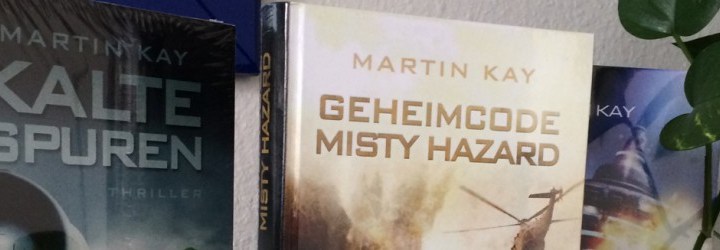 MARTIN KAY
KALTE
SPUREN
THRILLER
MISTY HAZARD
MARTIN KAY
GEHEIMCODE
MISTY HAZARD
KAY